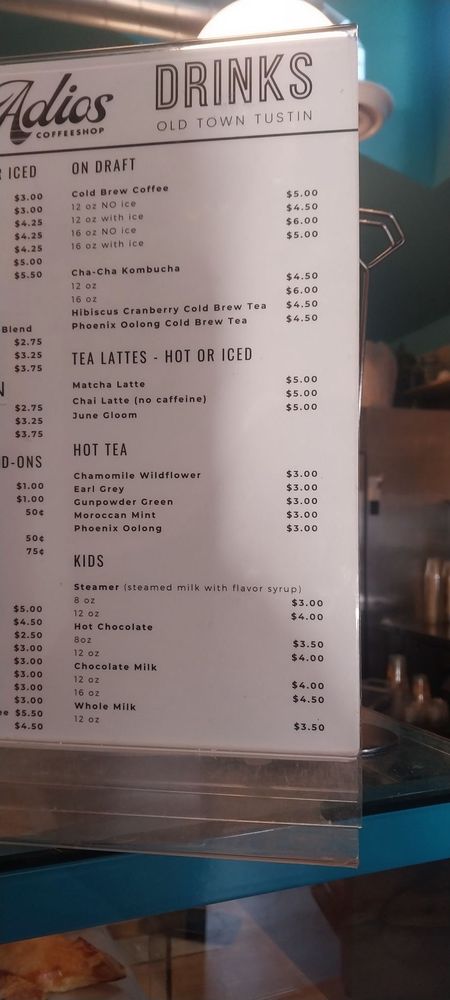 Adios
COFFEESHOP
DRINKS
OLD TOWN TUSTIN
R ICED
$3.00
$3.00
$4.25
$4.25
$4.25
$5.00
$5.50
Blend
$2.75
$3.25
$3.75
N
$2.75
$3.25
$3.75
D-ONS
$1.00
$1.00
50¢
50¢
75¢
$5.00
$4.50
$2.50
$3.00
$3.00
$3.00
$3.00
$3.00
ee $5.50
$4.50
ON DRAFT
Cold Brew Coffee
12 oz NO ice $5.00
12 oz with ice $4.50
16 oz NO ice $6.00
16 oz with ice $5.00
Cha-Cha Kombucha
12 oz $4.50
16 oz $6.00
Hibiscus Cranberry Cold Brew Tea $4.50
Phoenix Oolong Cold Brew Tea $4.50
TEA LATTES - HOT OR ICED
Matcha Latte $5.00
Chai Latte (no caffeine) $5.00
June Gloom $5.00
HOT TEA
Chamomile Wildflower $3.00
Earl Grey $3.00
Gunpowder Green $3.00
Moroccan Mint $3.00
Phoenix Oolong $3.00
KIDS
Steamer (steamed milk with flavor syrup)
8 oz $3.00
12 oz $4.00
Hot Chocolate
8oz $3.50
12 oz $4.00
Chocolate Milk
12 oz $4.00
16 oz $4.50
Whole Milk
12 oz $3.50